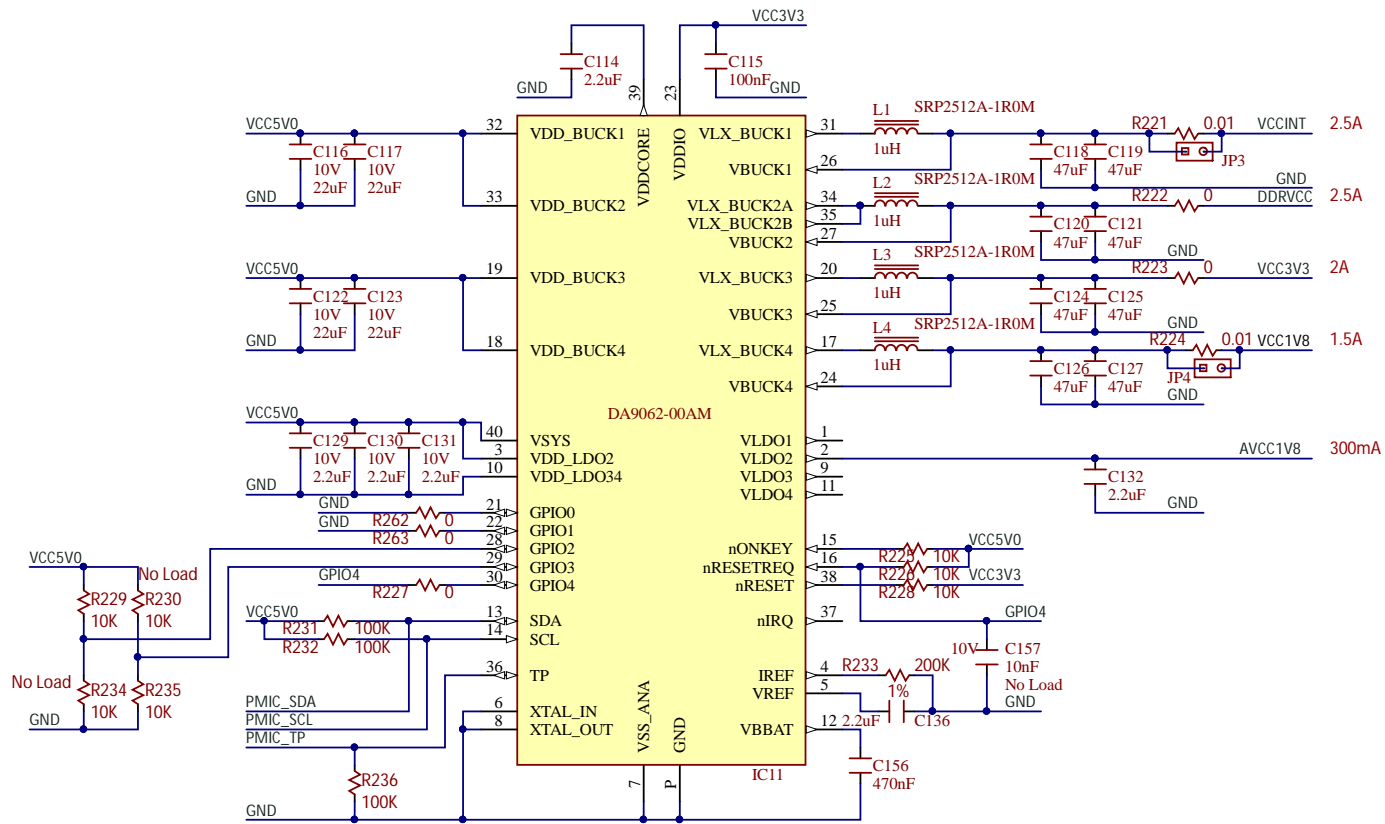 VCC3V3
C114
2.2uF
C115
100nF
GND
39
23
GND
VCC5V0
32
VDD_BUCK1
VDDCORE
VDDIO
VLX_BUCK1
31
L1
SRP2512A-1R0M
1uH
R221
0.01
VCCINT
2.5A
C116
10V
22uF
C117
10V
22uF
VBUCK1
26
C118
47uF
C119
47uF
JP3
GND
GND
33
VDD_BUCK2
VLX_BUCK2A
34
L2
SRP2512A-1R0M
1uH
R222
0
DDRVCC
2.5A
VLX_BUCK2B
35
VBUCK2
27
C120
47uF
C121
47uF
GND
VCC5V0
19
VDD_BUCK3
VLX_BUCK3
20
L3
SRP2512A-1R0M
1uH
R223
0
VCC3V3
2A
C122
10V
22uF
C123
10V
22uF
VBUCK3
25
C124
47uF
C125
47uF
GND
GND
18
VDD_BUCK4
VLX_BUCK4
17
L4
SRP2512A-1R0M
1uH
R224
0.01
VCC1V8
1.5A
VBUCK4
24
C126
47uF
C127
47uF
JP4
GND
DA9062-00AM
VCC5V0
C129
10V
2.2uF
C130
10V
2.2uF
C131
10V
2.2uF
GND
40
VSYS
3
VDD_LDO2
10
VDD_LDO34
VLDO1
1
VLDO2
2
AVCC1V8
300mA
VLDO3
9
VLDO4
11
C132
2.2uF
GND
GND
21
GPIO0
R262
0
GND
22
GPIO1
R263
0
28
GPIO2
29
GPIO3
GPIO4
30
GPIO4
R227
0
nONKEY
15
R225
10K
VCC5V0
nRESETREQ
16
R226
10K
nRESET
38
R228
10K
VCC3V3
VCC5V0
No Load
R229
10K
R230
10K
No Load
R234
10K
R235
10K
GND
VCC5V0
13
SDA
R231
100K
14
SCL
R232
100K
nIRQ
37
GPIO4
10V
C157
10nF
No Load
GND
36
TP
IREF
4
R233
200K
1%
VREF
5
2.2uF
C136
PMIC_SDA
PMIC_SCL
PMIC_TP
6
XTAL_IN
8
XTAL_OUT
VSS_ANA
GND
VBBAT
12
C156
470nF
R236
100K
GND
7
P
IC11